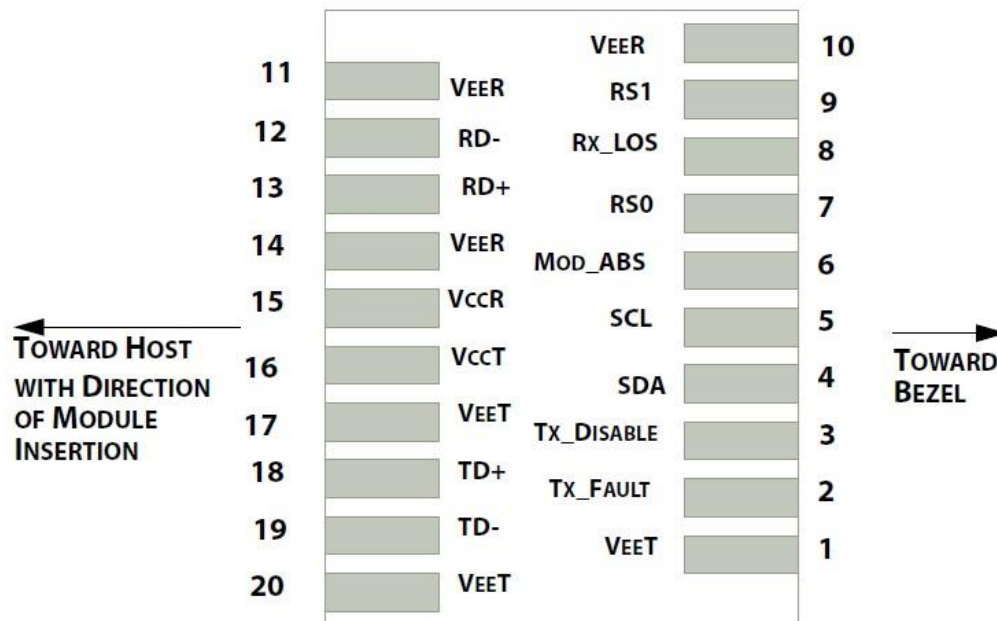 11 VEER
12 RD-
13 RD+
14 VEER
15 VCCR
16 VCCT
17 VEET
18 TD+
19 TD-
20 VEET
TOWARD HOST
WITH DIRECTION
OF MODULE
INSERTION
VEER 10
RS1 9
RX_LOS 8
RS0 7
MOD_ABS 6
SCL 5
SDA 4
TX_DISABLE 3
TX_FAULT 2
VEET 1
TOWARD
BEZEL